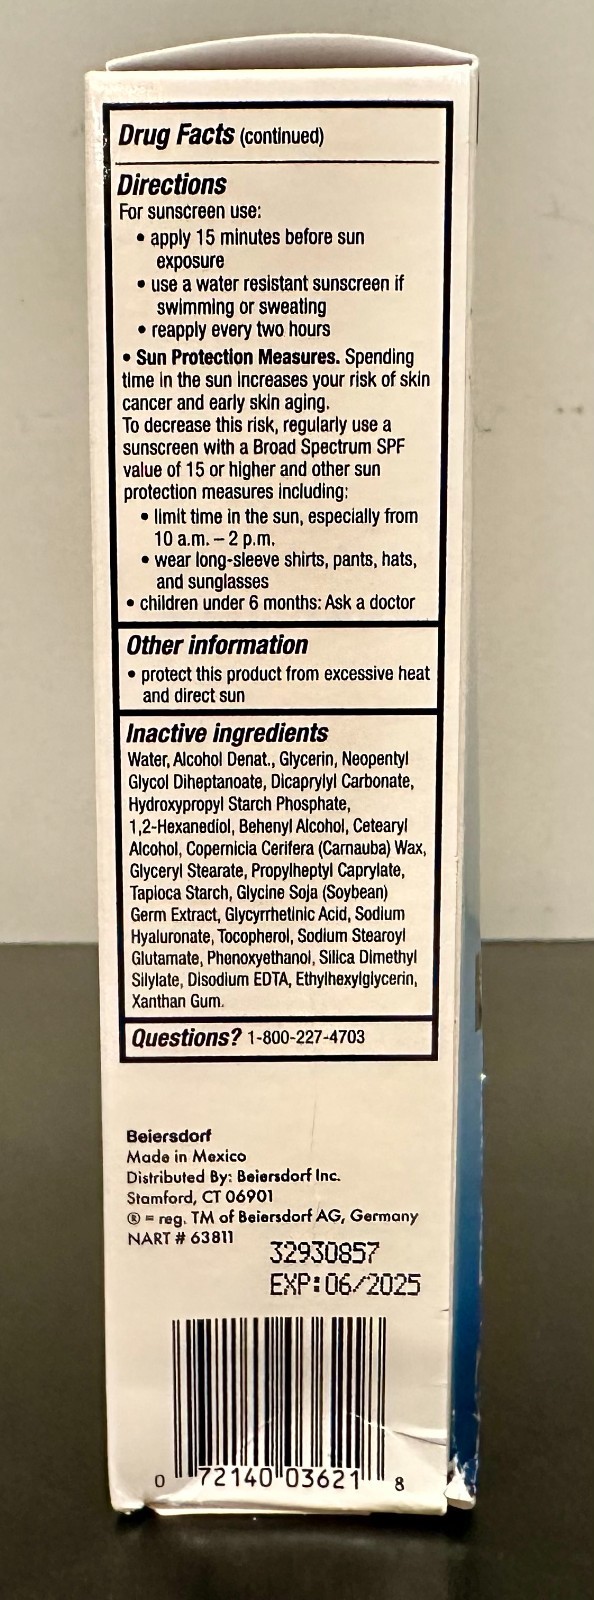 Drug Facts (continued)
Directions
For sunscreen use:
• apply 15 minutes before sun
exposure
• use a water resistant sunscreen if
swimming or sweating
• reapply every two hours
• Sun Protection Measures. Spending
time in the sun increases your risk of skin
cancer and early skin aging.
To decrease this risk, regularly use a
sunscreen with a Broad Spectrum SPF
value of 15 or higher and other sun
protection measures including:
• limit time in the sun, especially from
10 a.m. – 2 p.m.
• wear long-sleeve shirts, pants, hats,
and sunglasses
• children under 6 months: Ask a doctor
Other information
• protect this product from excessive heat
and direct sun
Inactive ingredients
Water, Alcohol Denat., Glycerin, Neopentyl
Glycol Diheptanoate, Dicaprylyl Carbonate,
Hydroxypropyl Starch Phosphate,
1,2-Hexanediol, Behenyl Alcohol, Cetearyl
Alcohol, Copernicia Cerifera (Carnauba) Wax,
Glyceryl Stearate, Propylheptyl Caprylate,
Tapioca Starch, Glycine Soja (Soybean)
Germ Extract, Glycyrrhetinic Acid, Sodium
Hyaluronate, Tocopherol, Sodium Stearoyl
Glutamate, Phenoxyethanol, Silica Dimethyl
Silylate, Disodium EDTA, Ethylhexylglycerin,
Xanthan Gum.
Questions? 1-800-227-4703
Beiersdorf
Made in Mexico
Distributed By: Beiersdorf Inc.
Stamford, CT 06901
® = reg. TM of Beiersdorf AG, Germany
NART # 63811
32930857
EXP:06/2025
0 72140 03621 8